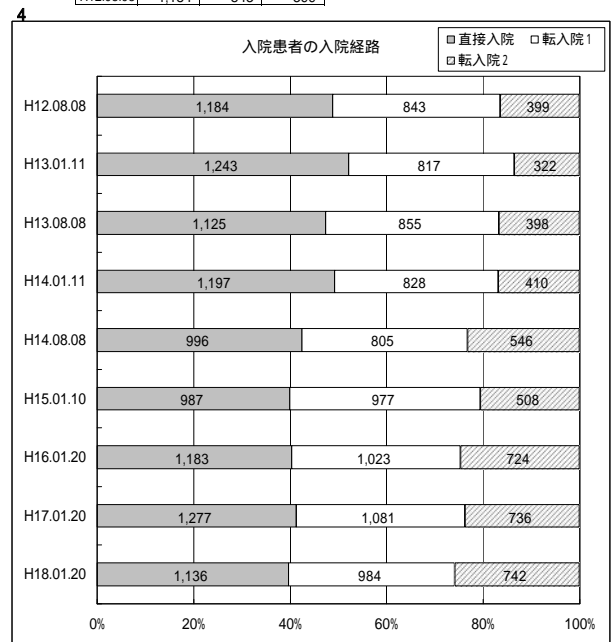 4
入院患者の入院経路
直接入院 転入院1
転入院2
H12.08.08 1,184 843 399
H13.01.11 1,243 817 322
H13.08.08 1,125 855 398
H14.01.11 1,197 828 410
H14.08.08 996 805 546
H15.01.10 987 977 508
H16.01.20 1,183 1,023 724
H17.01.20 1,277 1,081 736
H18.01.20 1,136 984 742
0% 20% 40% 60% 80% 100%